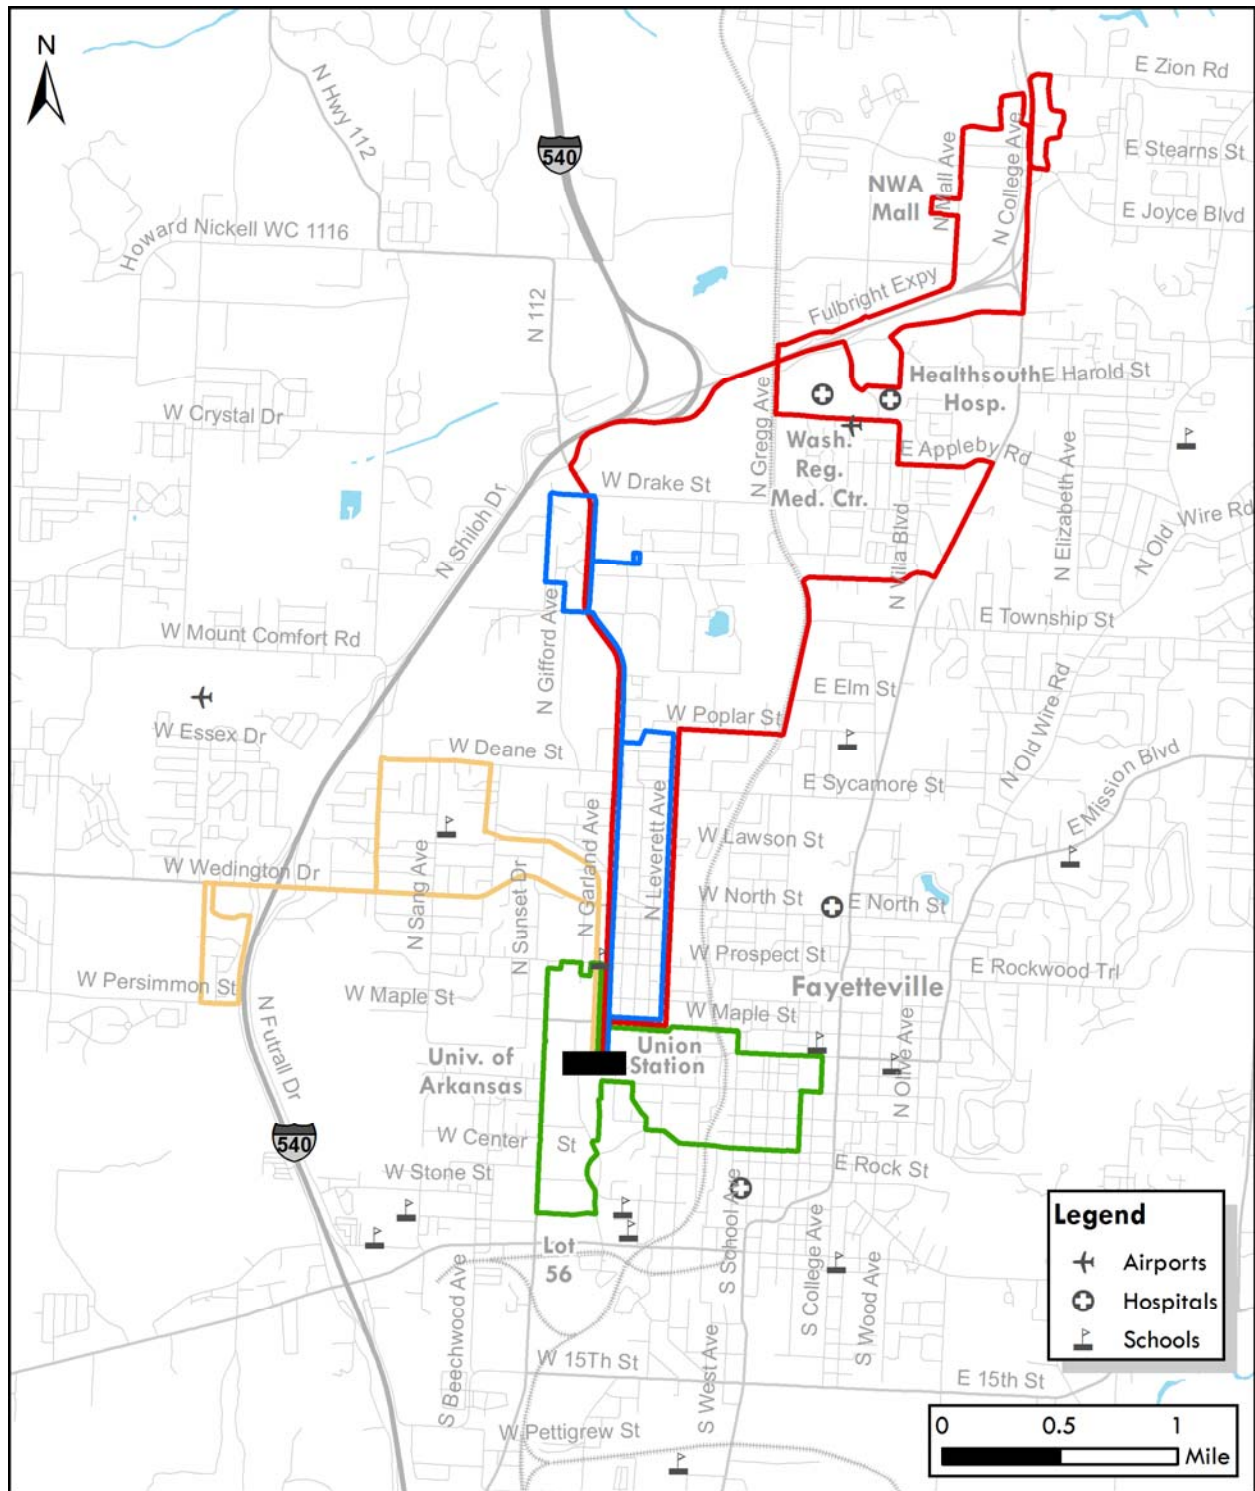 N
E Zion Rd
N Hwy 112
540
E Stearns St
N Mall Ave
N College Ave
NWA
Mall
E Joyce Blvd
Howard Nickell WC 1116
Fulbright Expy
N 112
Healthsouth
Hosp.
E Harold St
W Crystal Dr
N Gregg Ave
Wash.
Reg.
Med. Ctr.
E Appleby Rd
W Drake St
N Shiloh Dr
N Villa Blvd
N Elizabeth Ave
N Old Wire Rd
E Township St
W Mount Comfort Rd
N Gifford Ave
E Elm St
W Poplar St
W Essex Dr
W Deane St
N Old Wire Rd
E Mission Blvd
E Sycamore St
N Garland Ave
N Leverett Ave
W Lawson St
W Wedington Dr
N Sang Ave
N Sunset Dr
W North St
E North St
W Prospect St
E Rockwood Trl
W Persimmon St
W Maple St
Fayetteville
W Maple St
N Futrall Dr
Univ. of
Arkansas
Union
Station
N Olive Ave
W Center
St
540
E Rock St
W Stone St
S School Ave
Lot
56
S Beechwood Ave
S College Ave
S Wood Ave
W 15Th St
S West Ave
E 15th St
W Pettigrew St
Legend
Airports
Hospitals
Schools
0 0.5 1
Mile